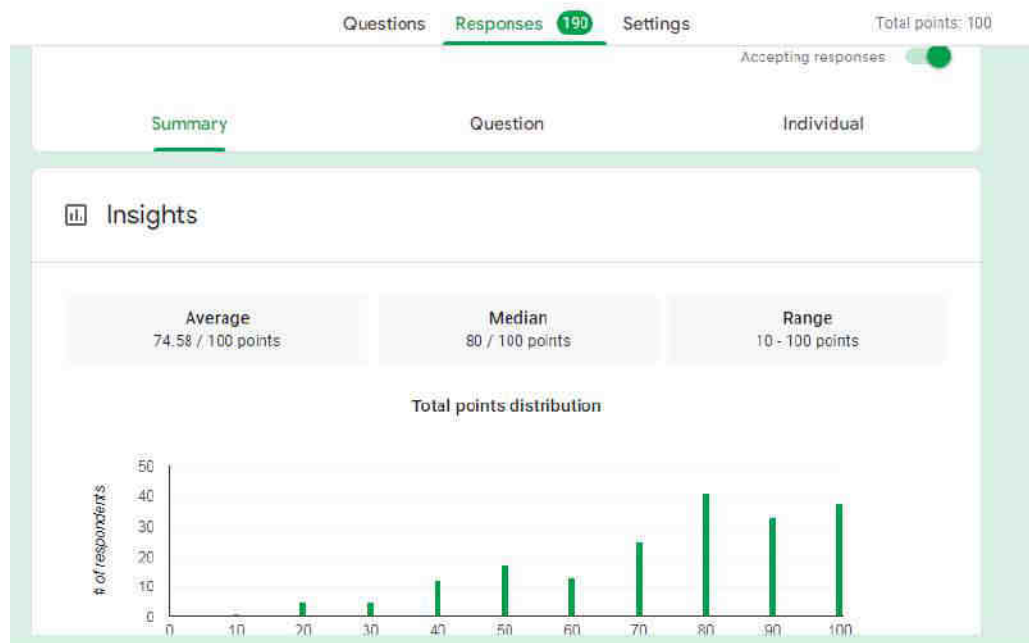 Questions Responses 190 Settings Total points: 100
Accepting responses
Summary Question Individual
Insights
Average Median Range
74.58 / 100 points 80 / 100 points 10 - 100 points
Total points distribution
50
40
30
20
10
0
# of respondents
0 10 20 30 40 50 60 70 80 90 100